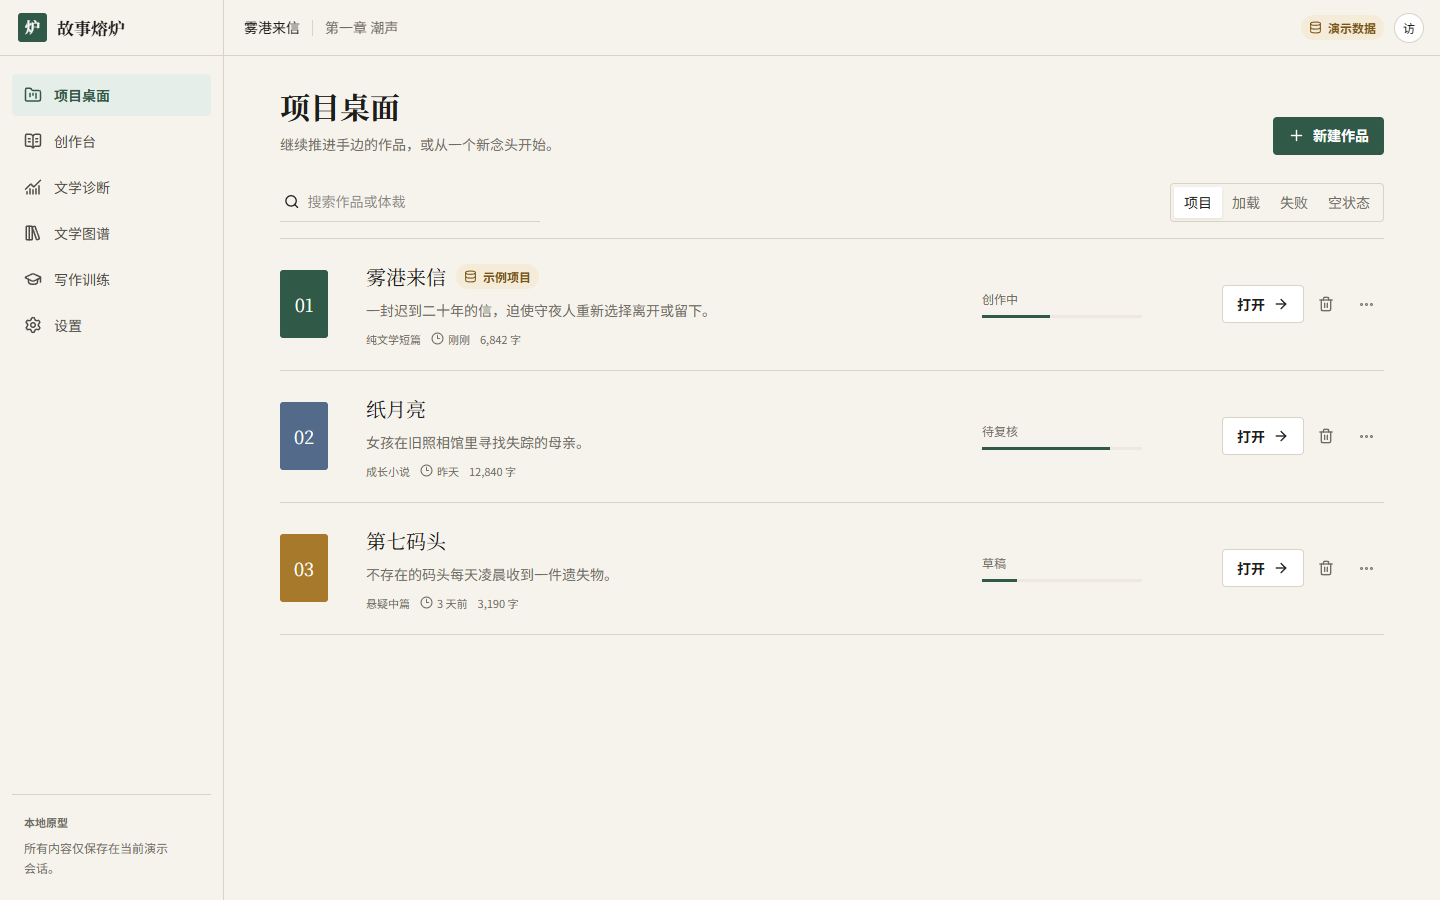 炉 故事熔炉
雾港来信 第一章 潮声
演示数据 访
项目桌面
创作台
文学诊断
文学图谱
写作训练
设置
本地原型
所有内容仅保存在当前演示
会话。
项目桌面
继续推进手边的作品，或从一个新念头开始。
新建作品
搜索作品或体裁
项目 加载 失败 空状态
01
雾港来信 示例项目
一封迟到二十年的信，迫使守夜人重新选择离开或留下。
纯文学短篇 刚刚 6,842 字
创作中
打开
02
纸月亮
女孩在旧照相馆里寻找失踪的母亲。
成长小说 昨天 12,840 字
待复核
打开
03
第七码头
不存在的码头每天凌晨收到一件遗失物。
悬疑中篇 3 天前 3,190 字
草稿
打开